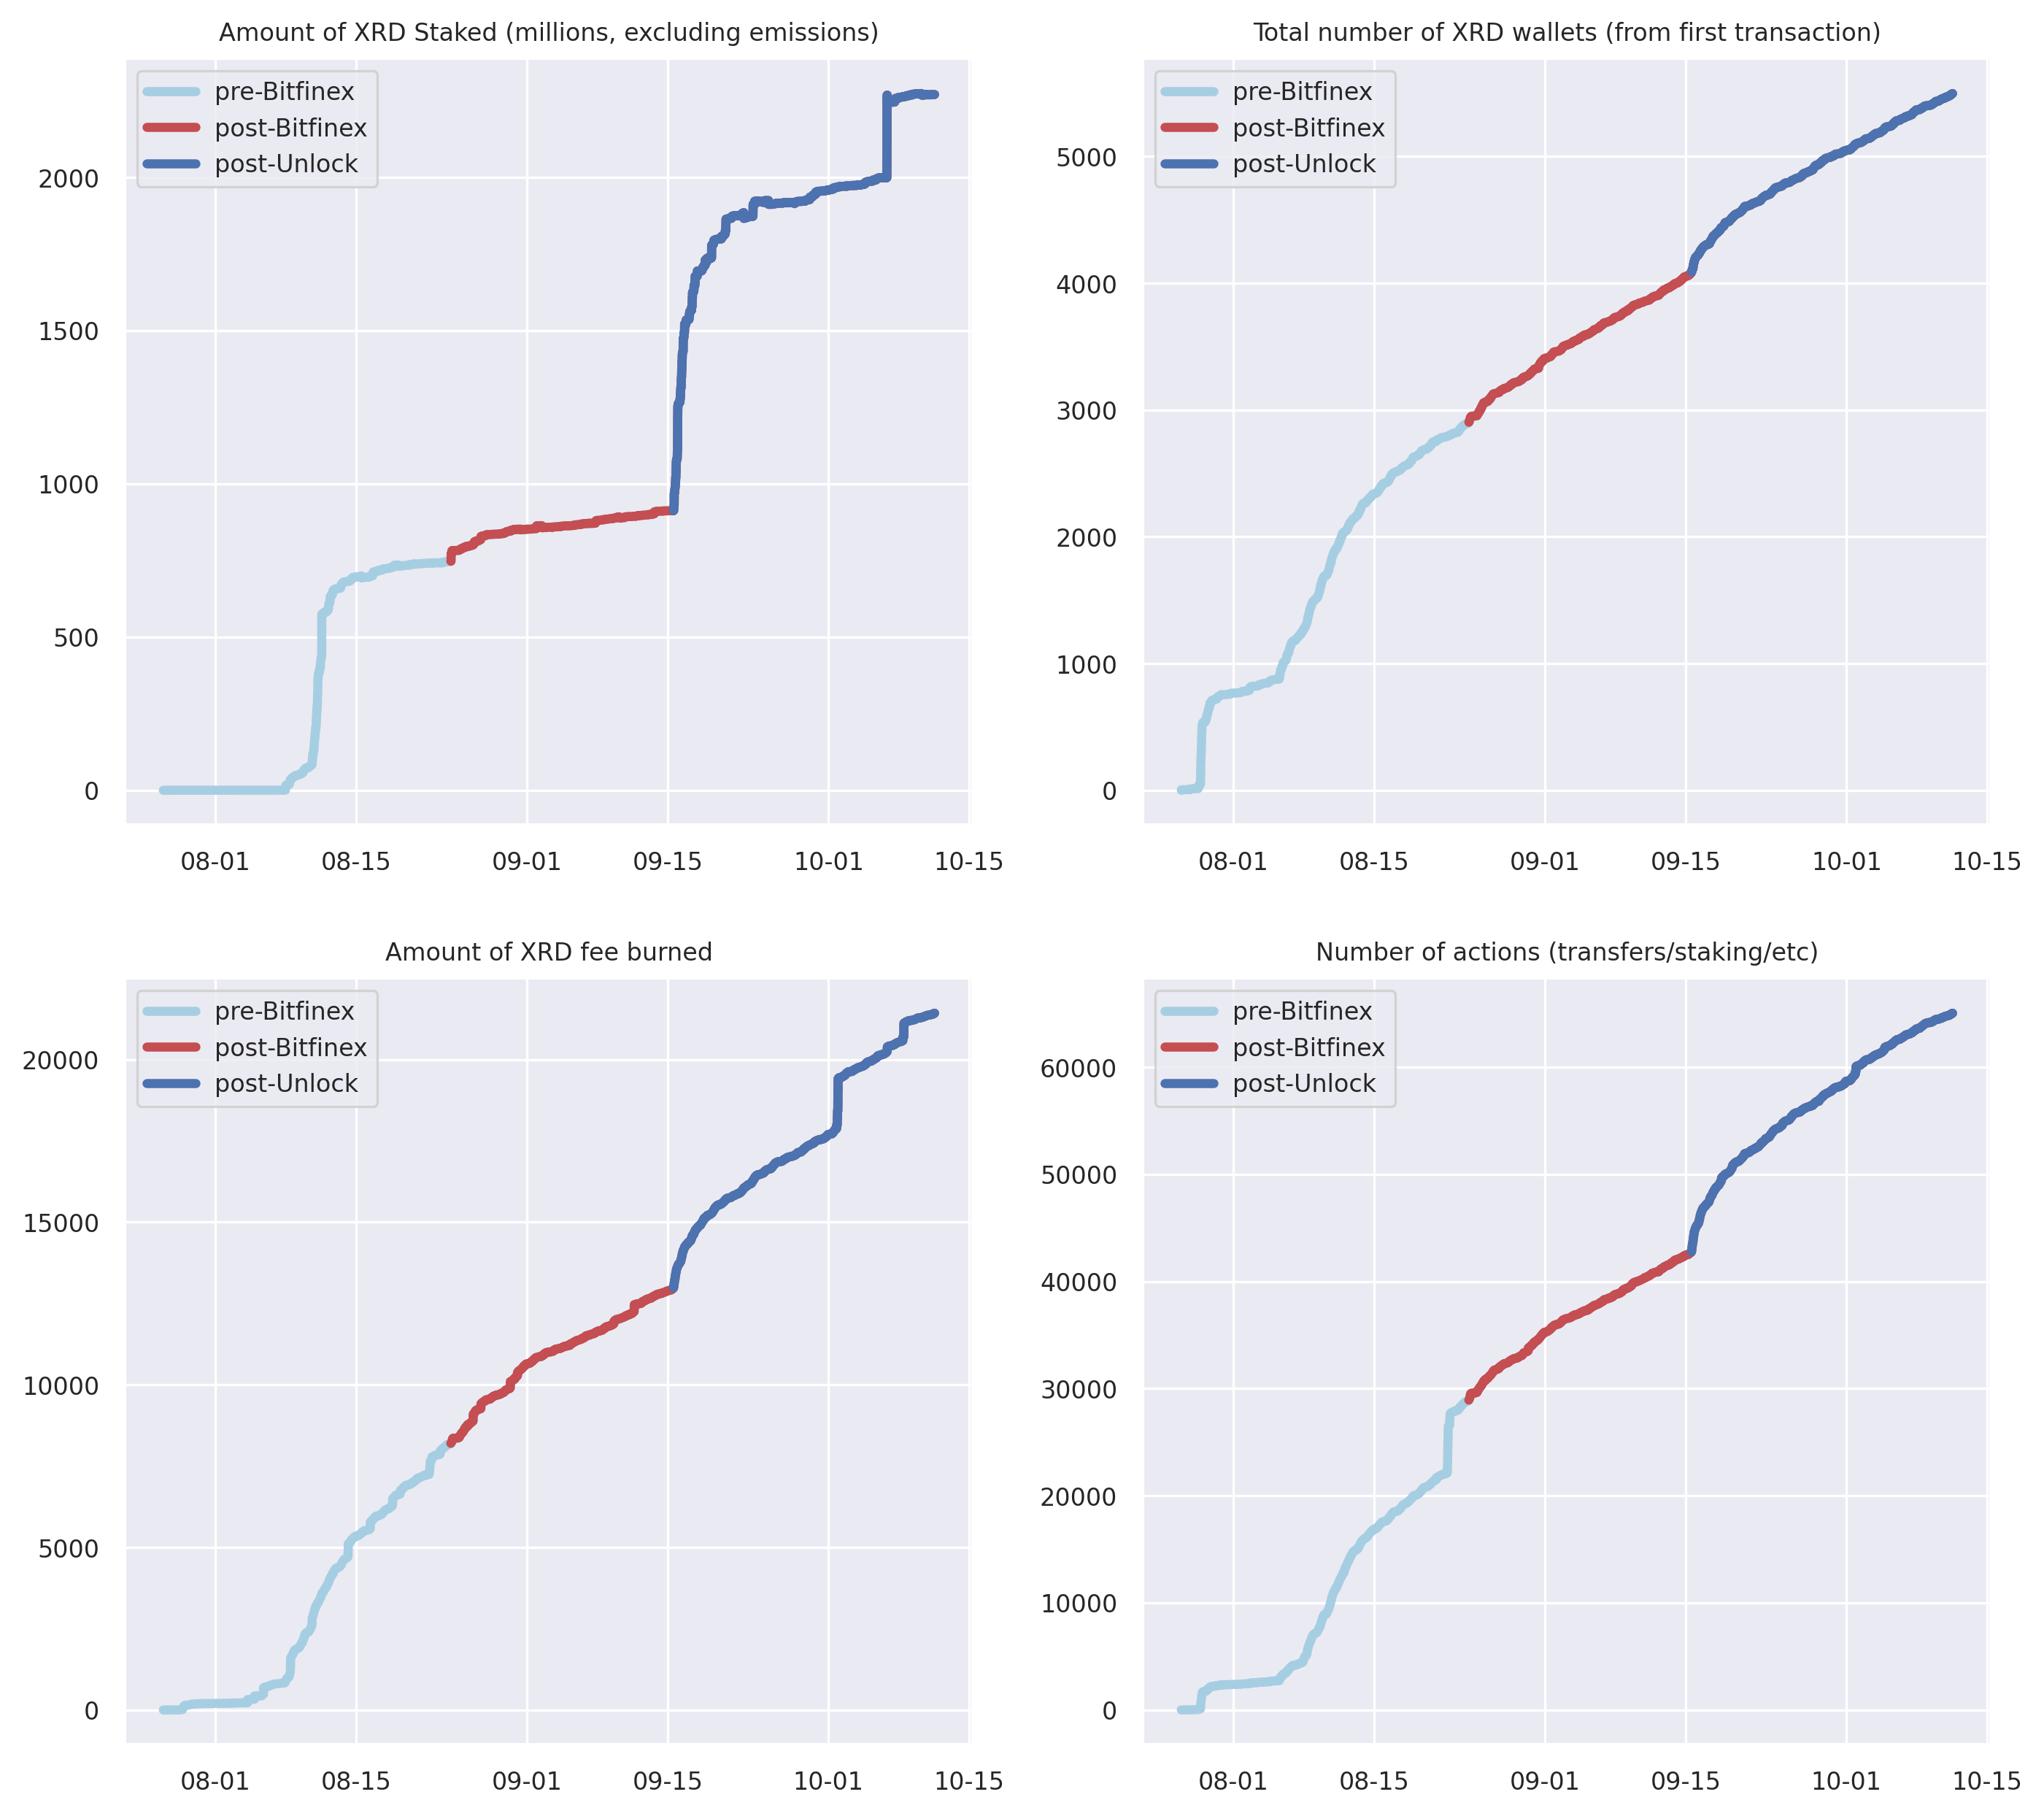 Amount of XRD Staked (millions, excluding emissions)
pre-Bitfinex
post-Bitfinex
post-Unlock
2000
1500
1000
500
0
08-01 08-15 09-01 09-15 10-01 10-15
Total number of XRD wallets (from first transaction)
pre-Bitfinex
post-Bitfinex
post-Unlock
5000
4000
3000
2000
1000
0
08-01 08-15 09-01 09-15 10-01 10-15
Amount of XRD fee burned
pre-Bitfinex
post-Bitfinex
post-Unlock
20000
15000
10000
5000
0
08-01 08-15 09-01 09-15 10-01 10-15
Number of actions (transfers/staking/etc)
pre-Bitfinex
post-Bitfinex
post-Unlock
60000
50000
40000
30000
20000
10000
0
08-01 08-15 09-01 09-15 10-01 10-15